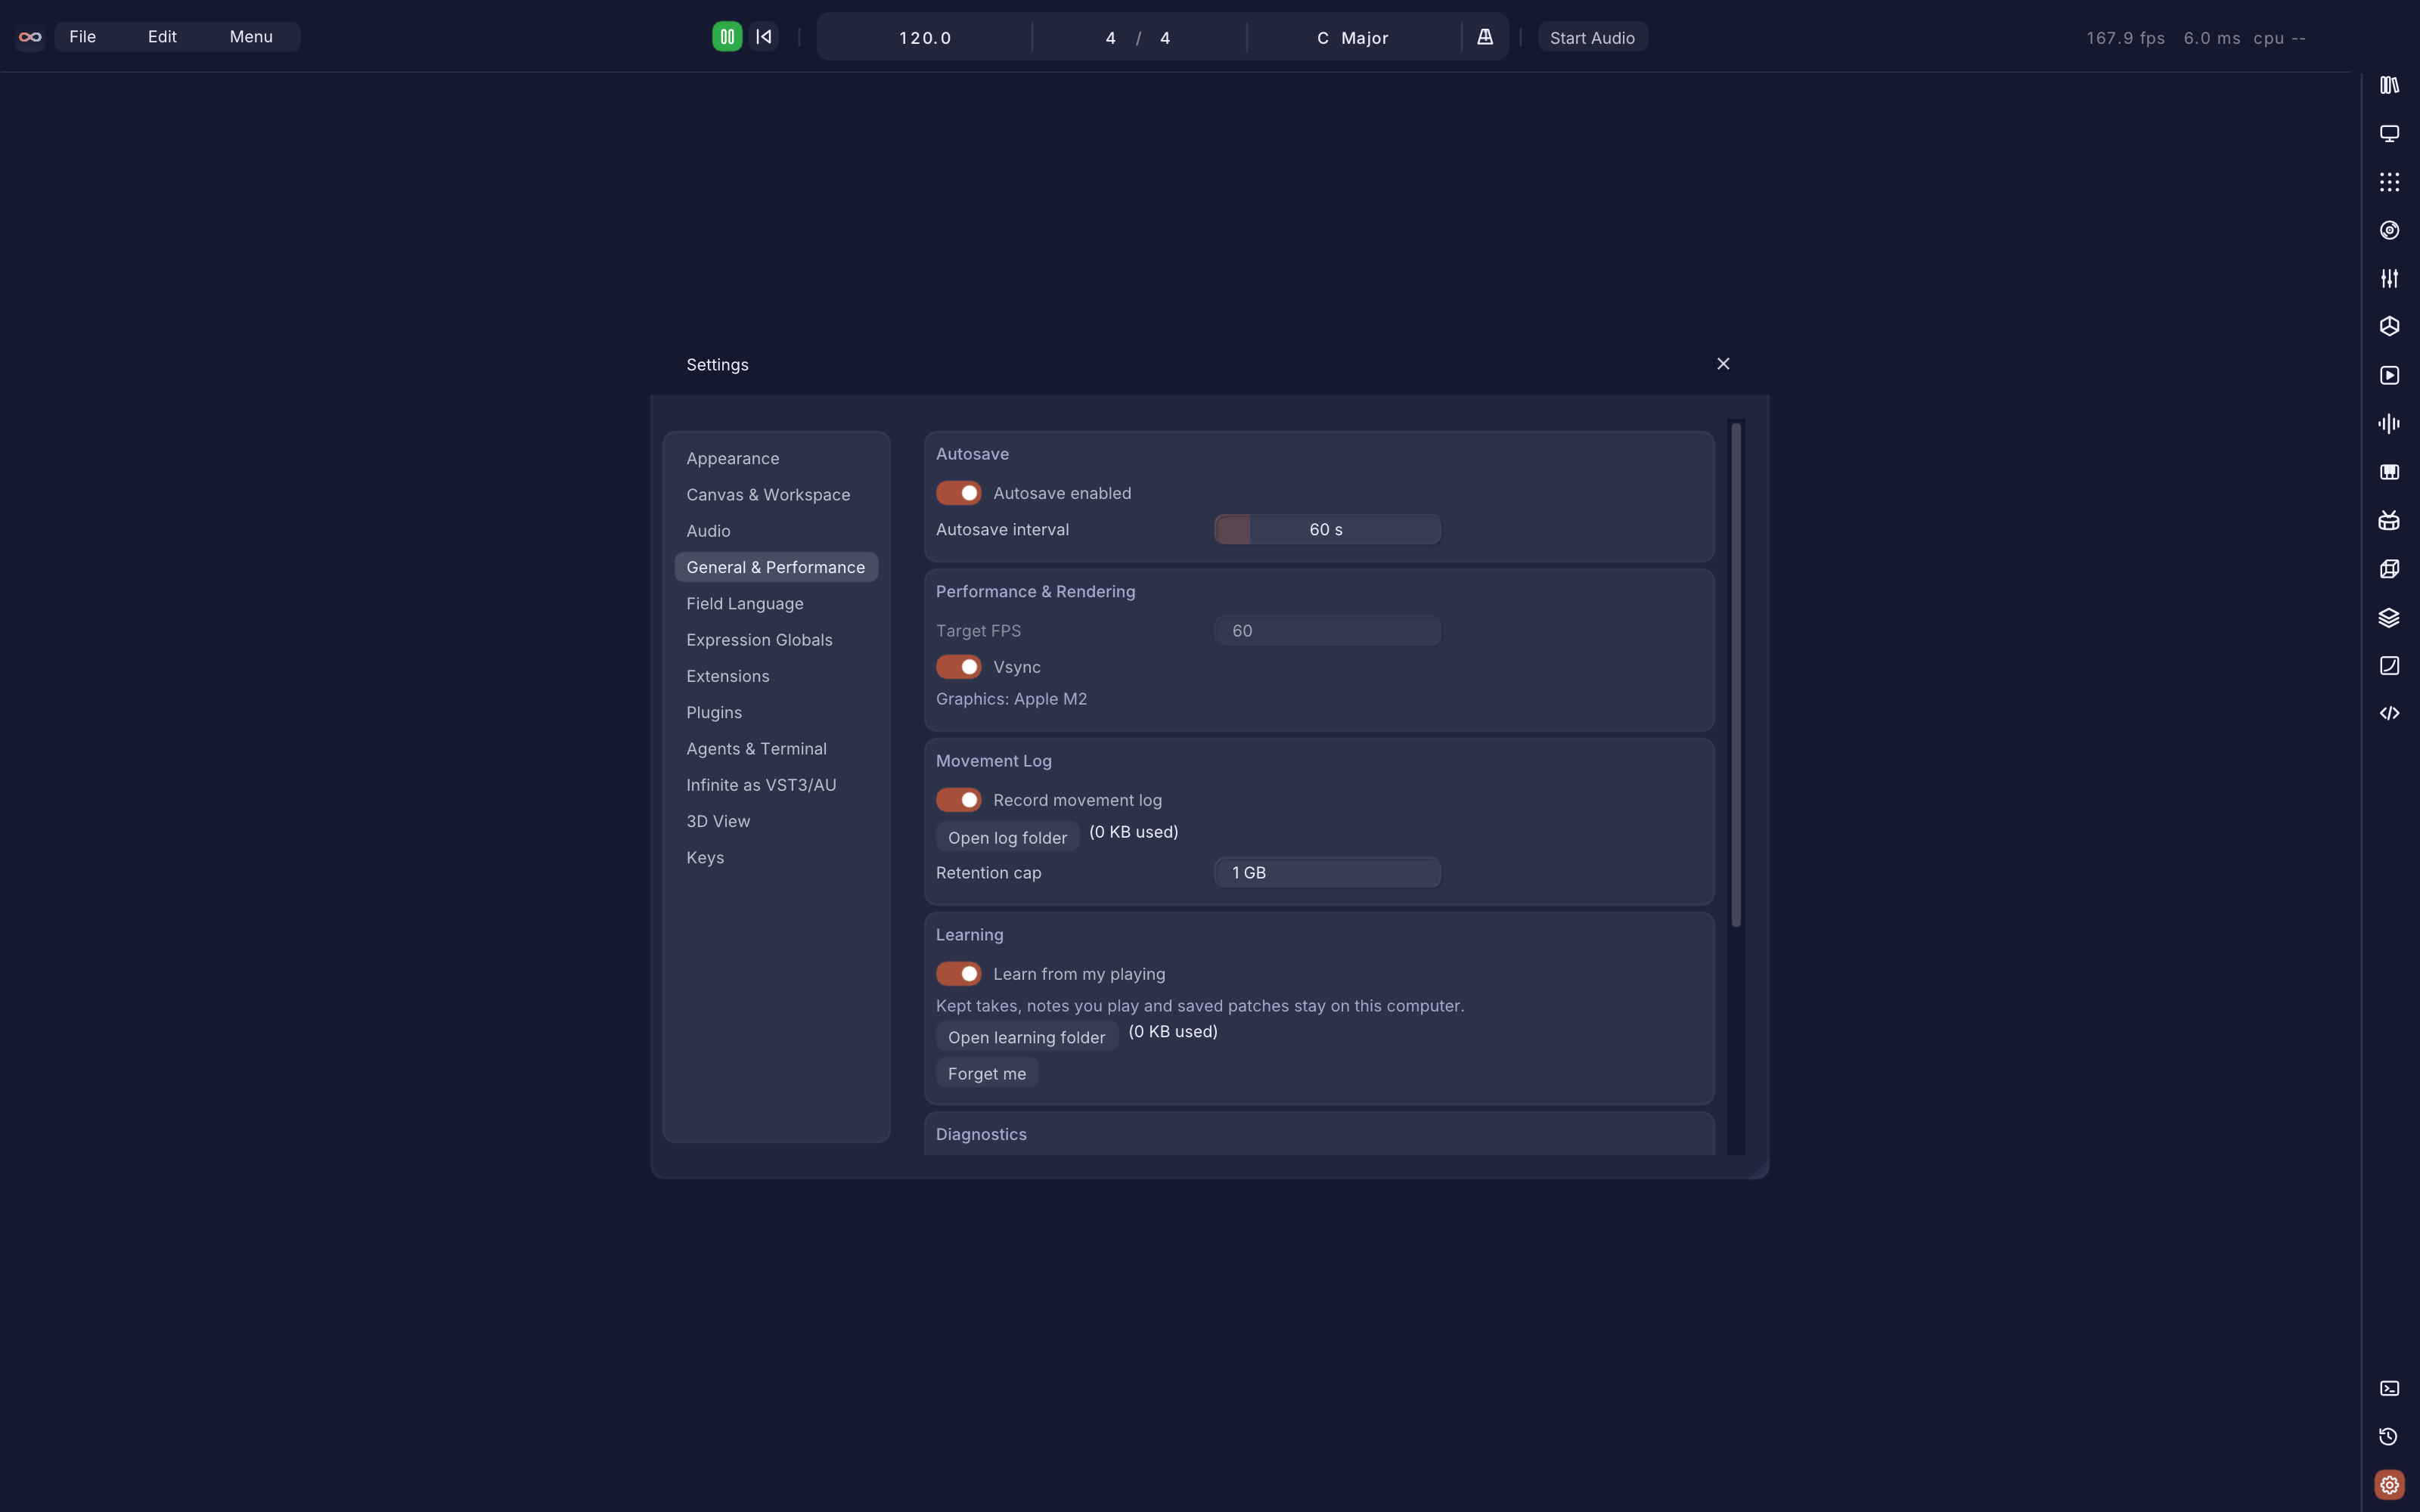 File Edit Menu 120.0 4 / 4 C Major Start Audio 167.9 fps 6.0 ms cpu --
Settings
Appearance
Canvas & Workspace
Audio
General & Performance
Field Language
Expression Globals
Extensions
Plugins
Agents & Terminal
Infinite as VST3/AU
3D View
Keys
Autosave
Autosave enabled
Autosave interval 60 s
Performance & Rendering
Target FPS 60
Vsync
Graphics: Apple M2
Movement Log
Record movement log
Open log folder (0 KB used)
Retention cap 1 GB
Learning
Learn from my playing
Kept takes, notes you play and saved patches stay on this computer.
Open learning folder (0 KB used)
Forget me
Diagnostics